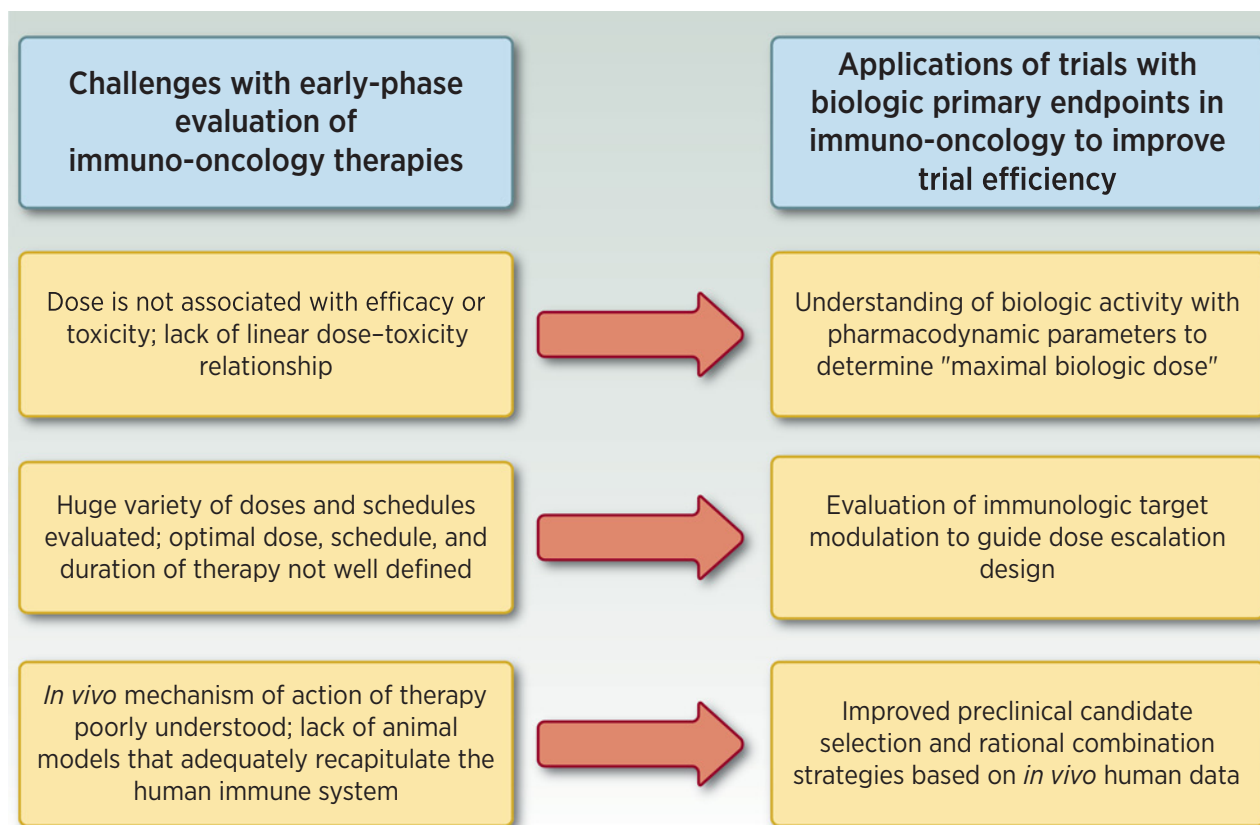 Challenges with early-phase
evaluation of
immuno-oncology therapies
Applications of trials with
biologic primary endpoints in
immuno-oncology to improve
trial efficiency
Dose is not associated with efficacy or
toxicity; lack of linear dose–toxicity
relationship
Understanding of biologic activity with
pharmacodynamic parameters to
determine "maximal biologic dose"
Huge variety of doses and schedules
evaluated; optimal dose, schedule, and
duration of therapy not well defined
Evaluation of immunologic target
modulation to guide dose escalation
design
In vivo mechanism of action of therapy
poorly understood; lack of animal
models that adequately recapitulate the
human immune system
Improved preclinical candidate
selection and rational combination
strategies based on in vivo human data